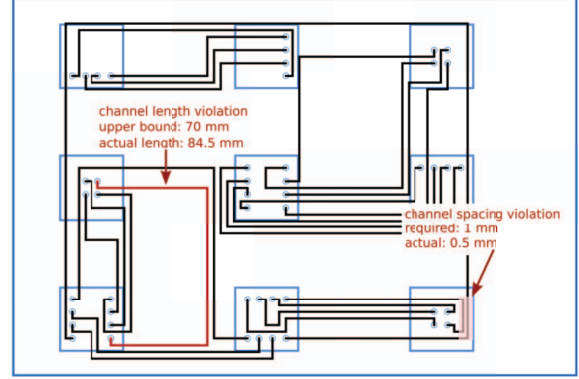 channel length violation
upper bound: 70 mm
actual length: 84.5 mm
channel spacing violation
required: 1 mm
actual: 0.5 mm